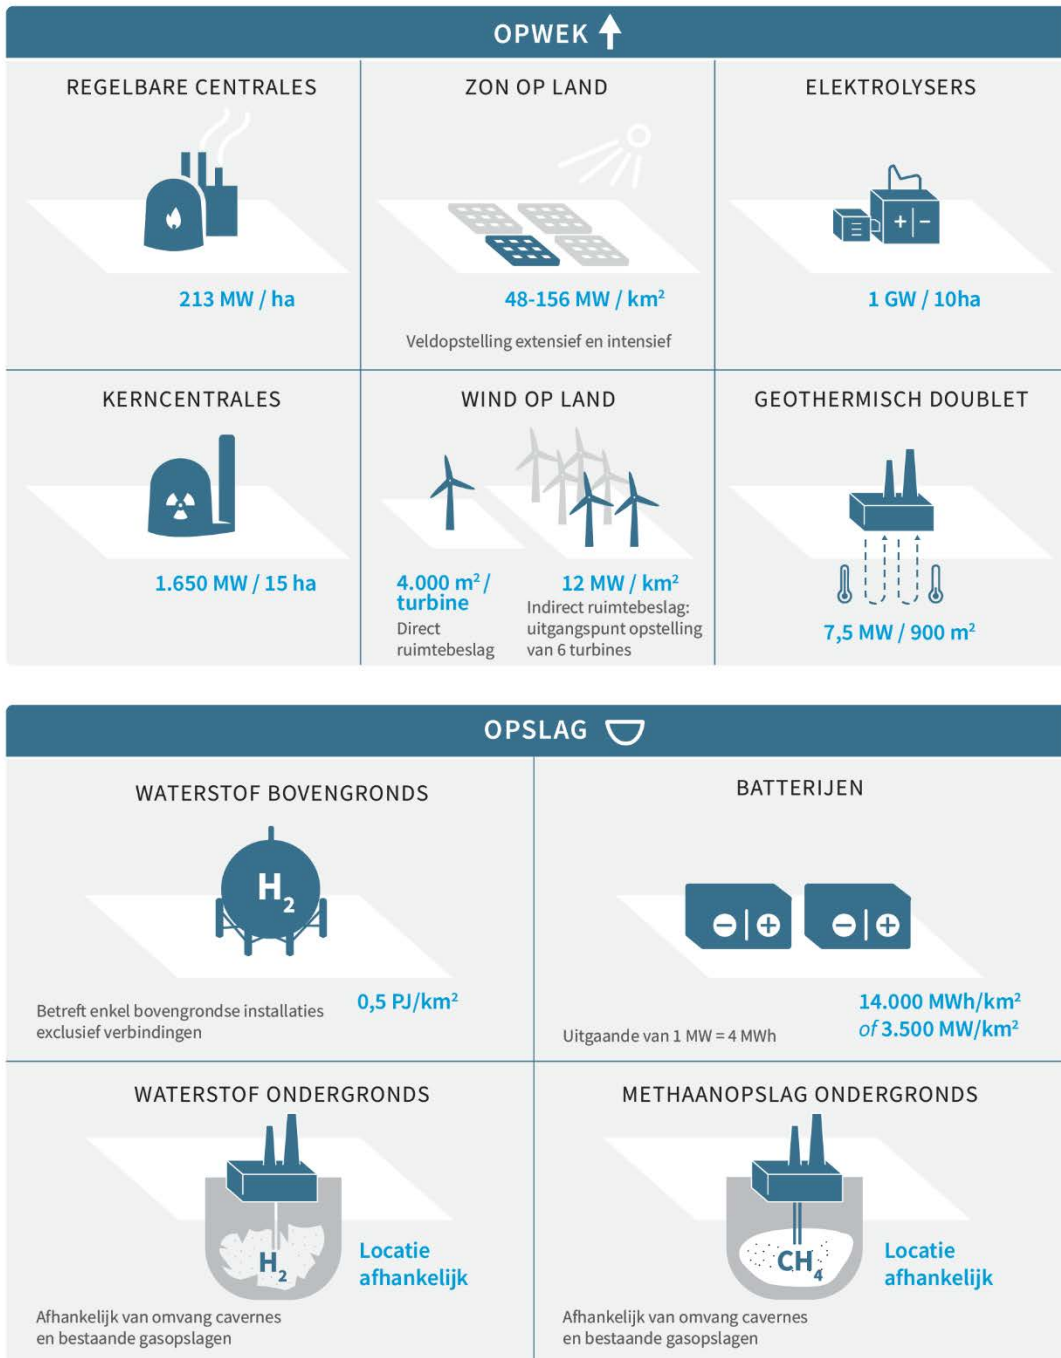 OPWEK
REGELBARE CENTRALES
213 MW / ha
ZON OP LAND
48-156 MW / km²
Veldopstelling extensief en intensief
ELEKTROLYSERS
+ | −
1 GW / 10ha
KERNCENTRALES
1.650 MW / 15 ha
WIND OP LAND
4.000 m² /
turbine
Direct
ruimtebeslag
12 MW / km²
Indirect ruimtebeslag:
uitgangspunt opstelling
van 6 turbines
GEOTHERMISCH DOUBLET
7,5 MW / 900 m²
OPSLAG
WATERSTOF BOVENGRONDS
H₂
0,5 PJ/km²
Betreft enkel bovengrondse installaties
exclusief verbindingen
BATTERIJEN
− | + − | +
14.000 MWh/km²
of 3.500 MW/km²
Uitgaande van 1 MW = 4 MWh
WATERSTOF ONDERGRONDS
H₂
Locatie
afhankelijk
Afhankelijk van omvang cavernes
en bestaande gasopslagen
METHAANOPSLAG ONDERGRONDS
CH₄
Locatie
afhankelijk
Afhankelijk van omvang cavernes
en bestaande gasopslagen